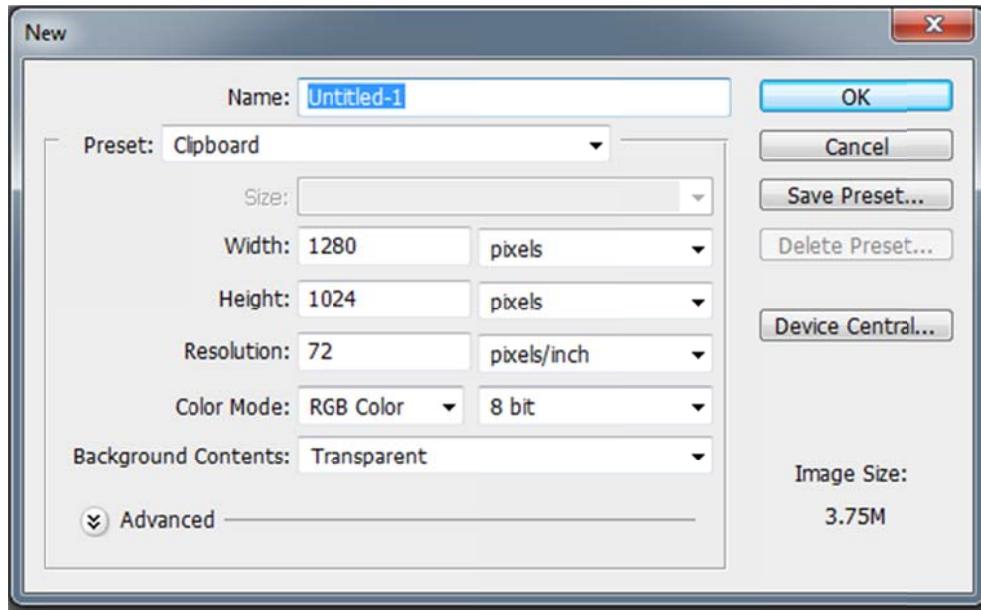 New
Name: Untitled-1
OK
Preset: Clipboard
Cancel
Size:
Save Preset...
Width: 1280 pixels
Delete Preset...
Height: 1024 pixels
Device Central...
Resolution: 72 pixels/inch
Color Mode: RGB Color 8 bit
Background Contents: Transparent
Image Size:
3.75M
Advanced